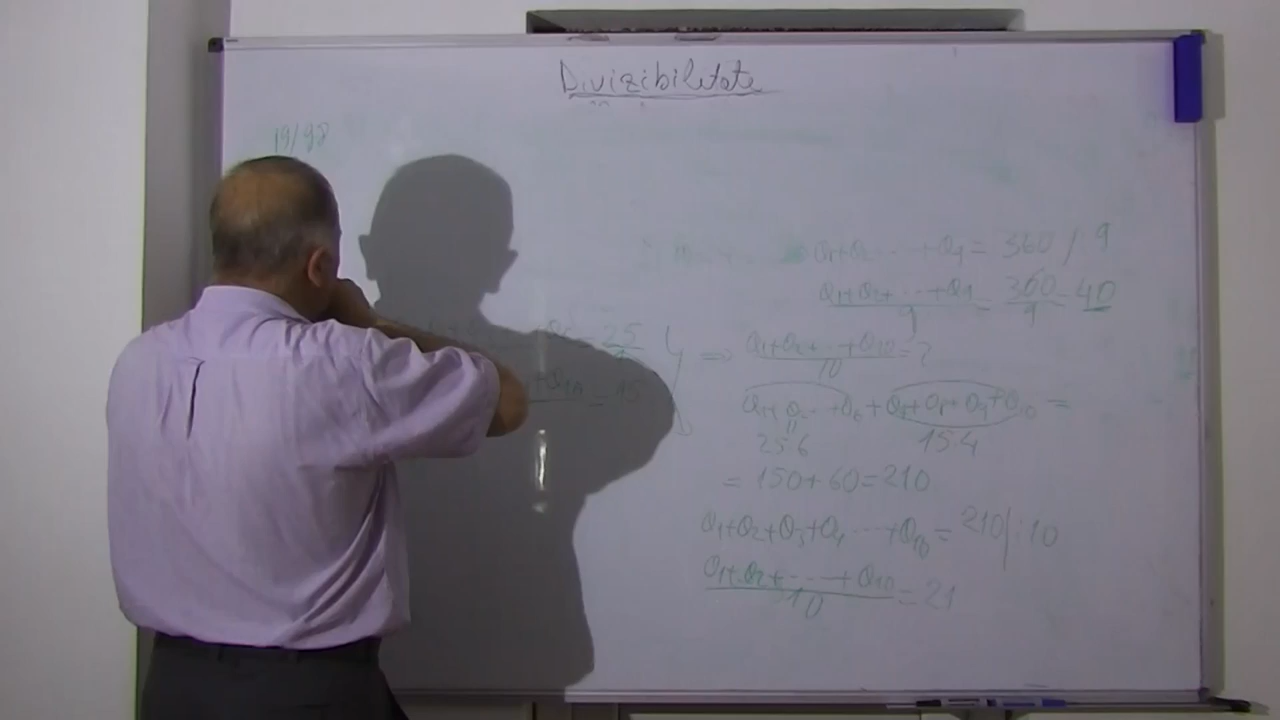 Divizibilitate
19/98
a₁+a₂+ ... +a₉ = 360 / 9
a₁+a₂+ ... +a₉ / 9 = 360 / 9 = 40
= 25
+a₁₀ = 15
⇒ a₁+a₂+ ... +a₁₀ / 10 = ?
a₁+a₂ ... +a₆ + a₇+a₈+a₉+a₁₀ =
25.6 15.4
= 150+60=210
a₁+a₂+a₃+a₄ ... +a₁₀ = 210 | :10
a₁+a₂+ ... +a₁₀ / 10 = 21